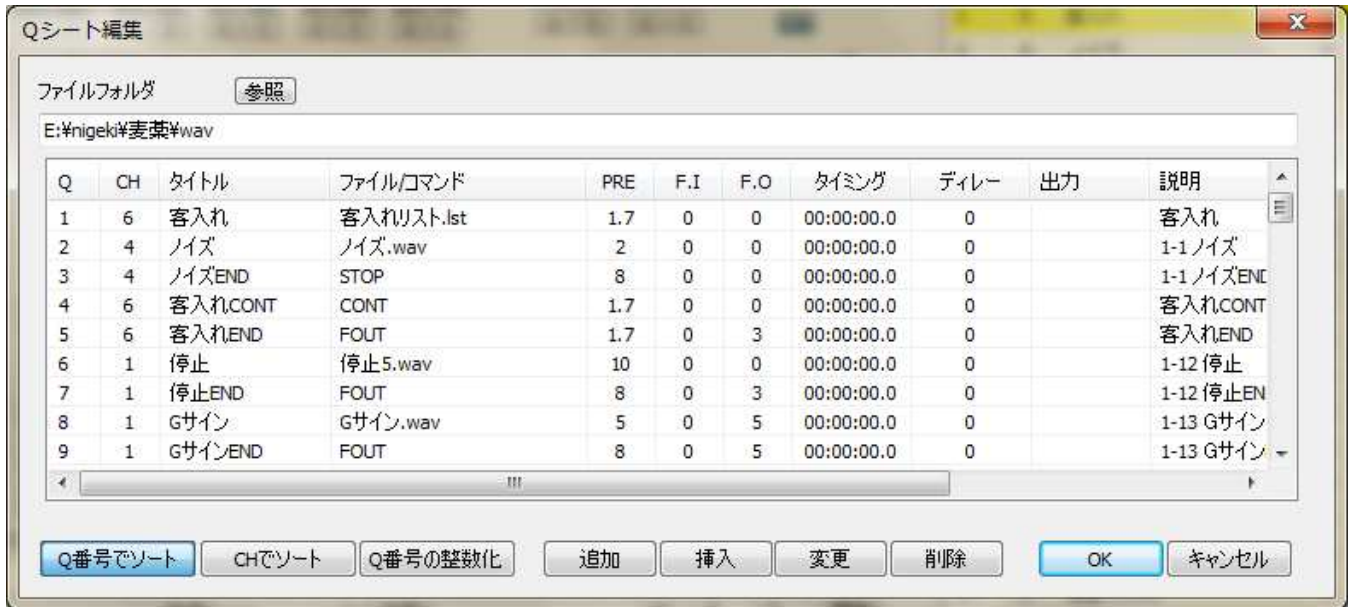 Qシート編集
ファイルフォルダ 参照
E:¥nigeki¥麦藁¥wav
Q CH タイトル ファイル/コマンド PRE F.I F.O タイミング ディレー 出力 説明
1 6 客入れ 客入れリスト.lst 1.7 0 0 00:00:00.0 0 客入れ
2 4 ノイズ ノイズ.wav 2 0 0 00:00:00.0 0 1-1 ノイズ
3 4 ノイズEND STOP 8 0 0 00:00:00.0 0 1-1 ノイズEND
4 6 客入れCONT CONT 1.7 0 0 00:00:00.0 0 客入れCONT
5 6 客入れEND FOUT 1.7 0 3 00:00:00.0 0 客入れEND
6 1 停止 停止5.wav 10 0 0 00:00:00.0 0 1-12 停止
7 1 停止END FOUT 8 0 3 00:00:00.0 0 1-12 停止EN
8 1 Gサイン Gサイン.wav 5 0 5 00:00:00.0 0 1-13 Gサイン
9 1 GサインEND FOUT 8 0 5 00:00:00.0 0 1-13 Gサイン
Q番号でソート CHでソート Q番号の整数化 追加 挿入 変更 削除 OK キャンセル